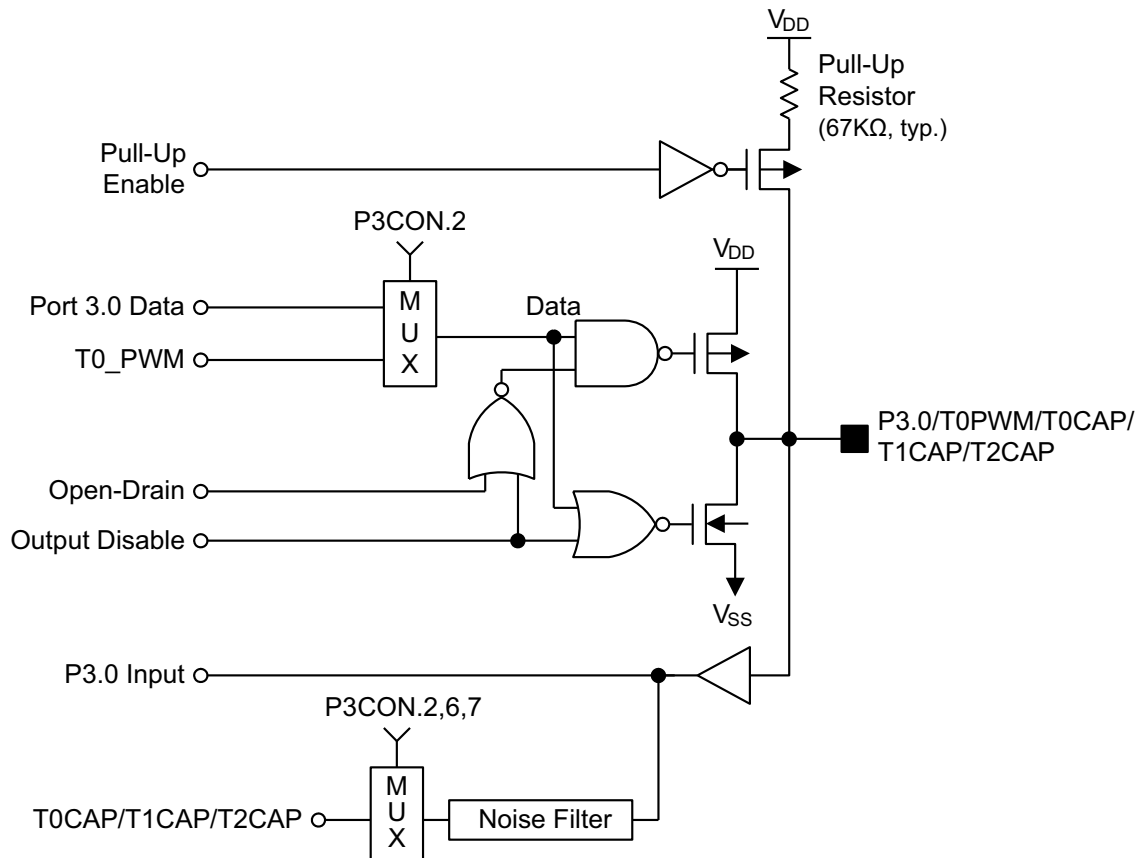 VDD
Pull-Up
Resistor
(67KΩ, typ.)
Pull-Up
Enable
P3CON.2
VDD
Port 3.0 Data
M
U
X
Data
T0_PWM
P3.0/T0PWM/T0CAP/
T1CAP/T2CAP
Open-Drain
Output Disable
VSS
P3.0 Input
P3CON.2,6,7
T0CAP/T1CAP/T2CAP
M
U
X
Noise Filter